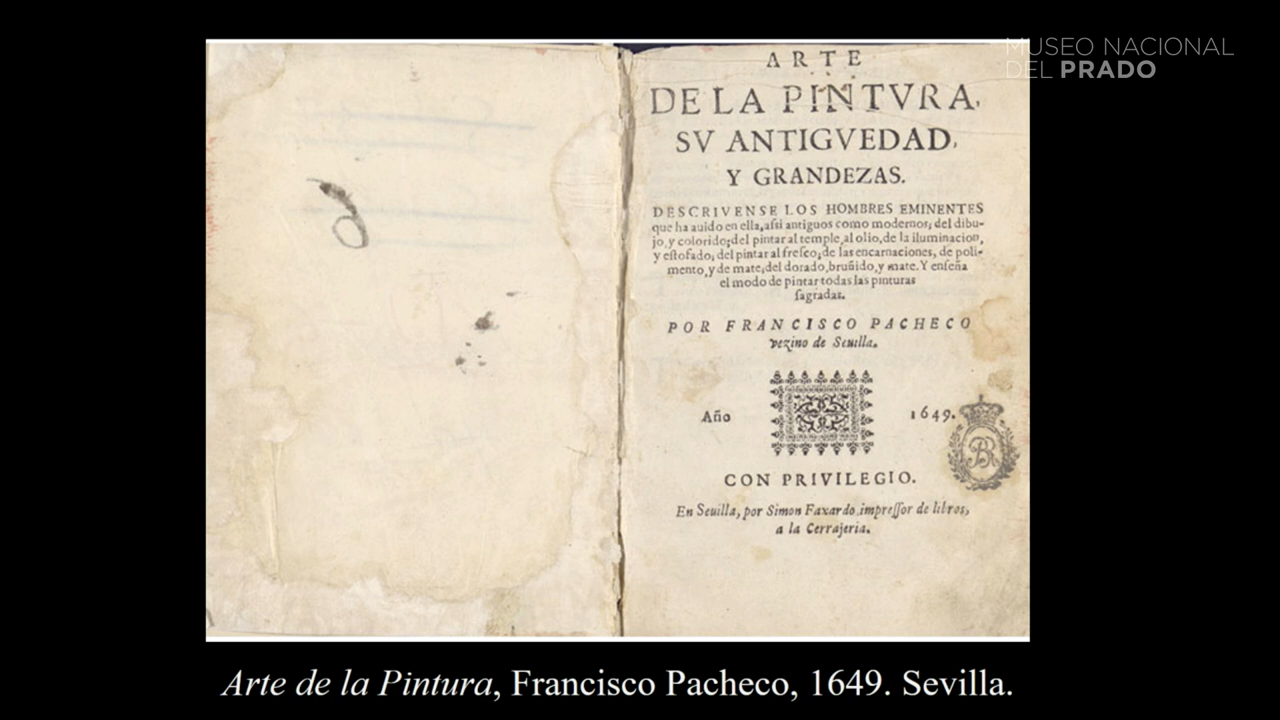 MUSEO NACIONAL
DEL PRADO
ARTE
DE LA PINTVRA,
SV ANTIGVEDAD,
Y GRANDEZAS.
DESCRIVENSE LOS HOMBRES EMINENTES
que ha auido en ella, assi antiguos como modernos; del dibu-
jo, y colorido; del pintar al temple, al olio, de la iluminacion,
y estofado; del pintar al fresco; de las encarnaciones, de poli-
mento, y de mate; del dorado, bruñido, y mate. Y enseña
el modo de pintar todas las pinturas
sagradas.
POR FRANCISCO PACHECO
vezino de Seuilla.
Año 1649.
BR
CON PRIVILEGIO.
En Seuilla, por Simon Faxardo, impressor de libros,
a la Cerrajeria.
Arte de la Pintura, Francisco Pacheco, 1649. Sevilla.